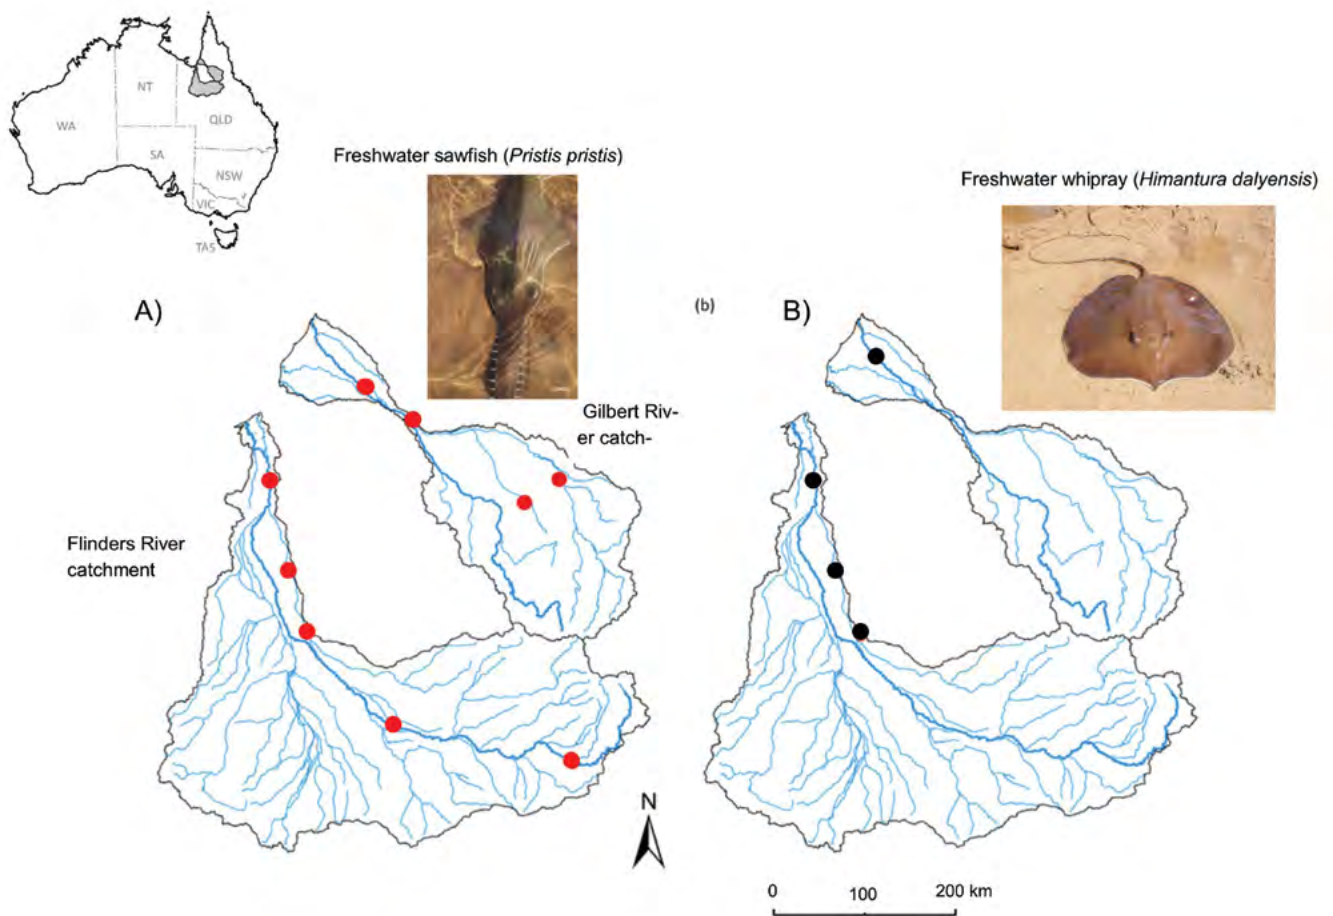 NT
WA
QLD
SA
NSW
VIC
TAS
Freshwater sawfish (Pristis pristis)
Freshwater whipray (Himantura dalyensis)
A)
(b)
B)
Gilbert Riv-
er catch-
Flinders River
catchment
N
0 100 200 km